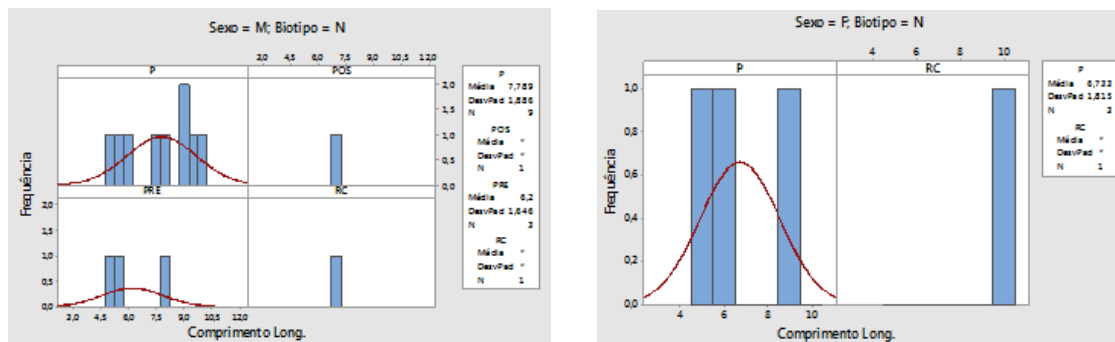 Sexo = M; Biotipo = N
3,0 4,5 6,0 7,5 9,0 10,5 12,0
P POS
2,0
1,5
1,0
0,5
0,0
Frequência
PRE RC
2,0
1,5
1,0
0,5
0,0
3,0 4,5 6,0 7,5 9,0 10,5 12,0
Comprimento Long.
P
Média 7,789
DesvPad 1,886
N 9
POS
Média *
DesvPad *
N 1
PRE
Média 6,2
DesvPad 1,646
N 3
RC
Média *
DesvPad *
N 1
Sexo = F; Biotipo = N
4 6 8 10
P RC
1,0
0,8
0,6
0,4
0,2
0,0
Frequência
4 6 8 10
Comprimento Long.
P
Média 6,733
DesvPad 1,815
N 3
RC
Média *
DesvPad *
N 1